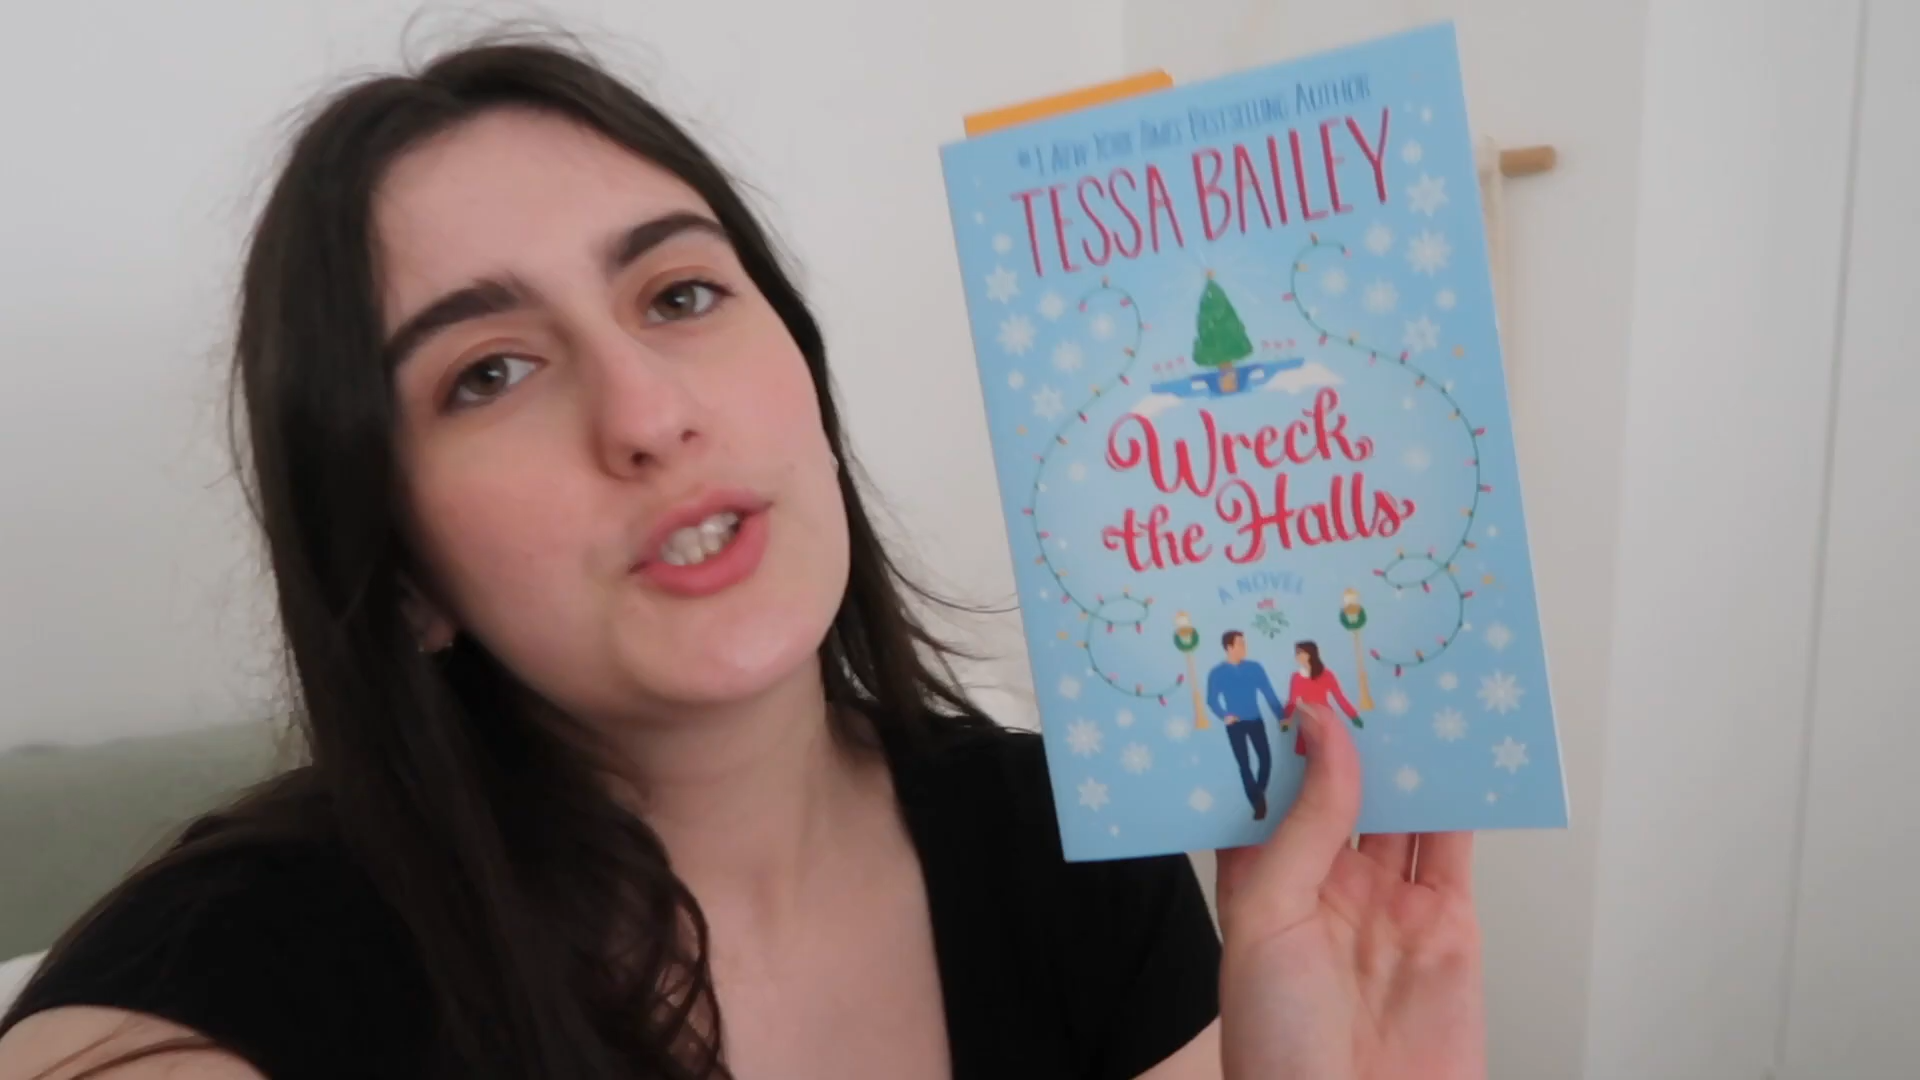 #1 NEW YORK TIMES BESTSELLING AUTHOR
TESSA BAILEY
Wreck
the Halls
A NOVEL